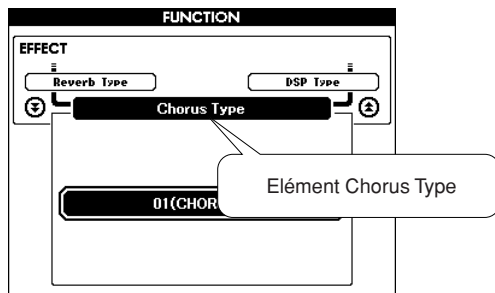 FUNCTION
EFFECT
Reverb Type
DSP Type
Chorus Type
Elément Chorus Type
01(CHOR